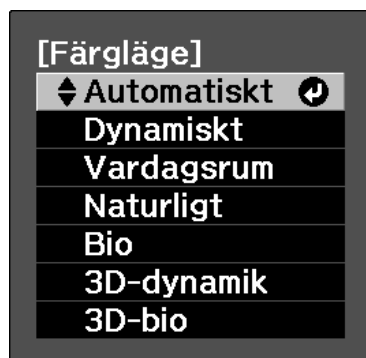 [Färgläge]
Automatiskt
Dynamiskt
Vardagsrum
Naturligt
Bio
3D-dynamik
3D-bio